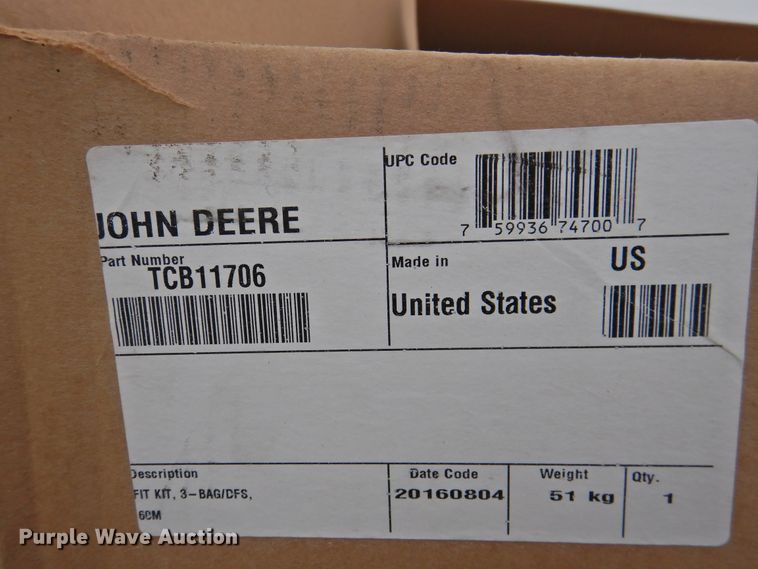 UPC Code
7 59936 74700 7
JOHN DEERE
Part Number
TCB11706
Made in
US
United States
Description
FIT KIT, 3-BAG/DFS,
Date Code
20160804
Weight
51 kg
Qty.
1
Purple Wave Auction